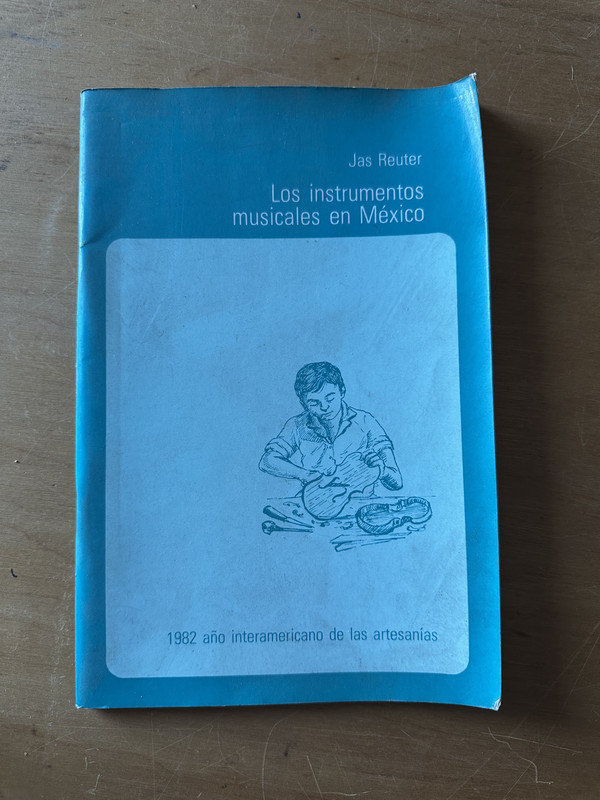 Jas Reuter
Los instrumentos
musicales en México
1982 año interamericano de las artesanías